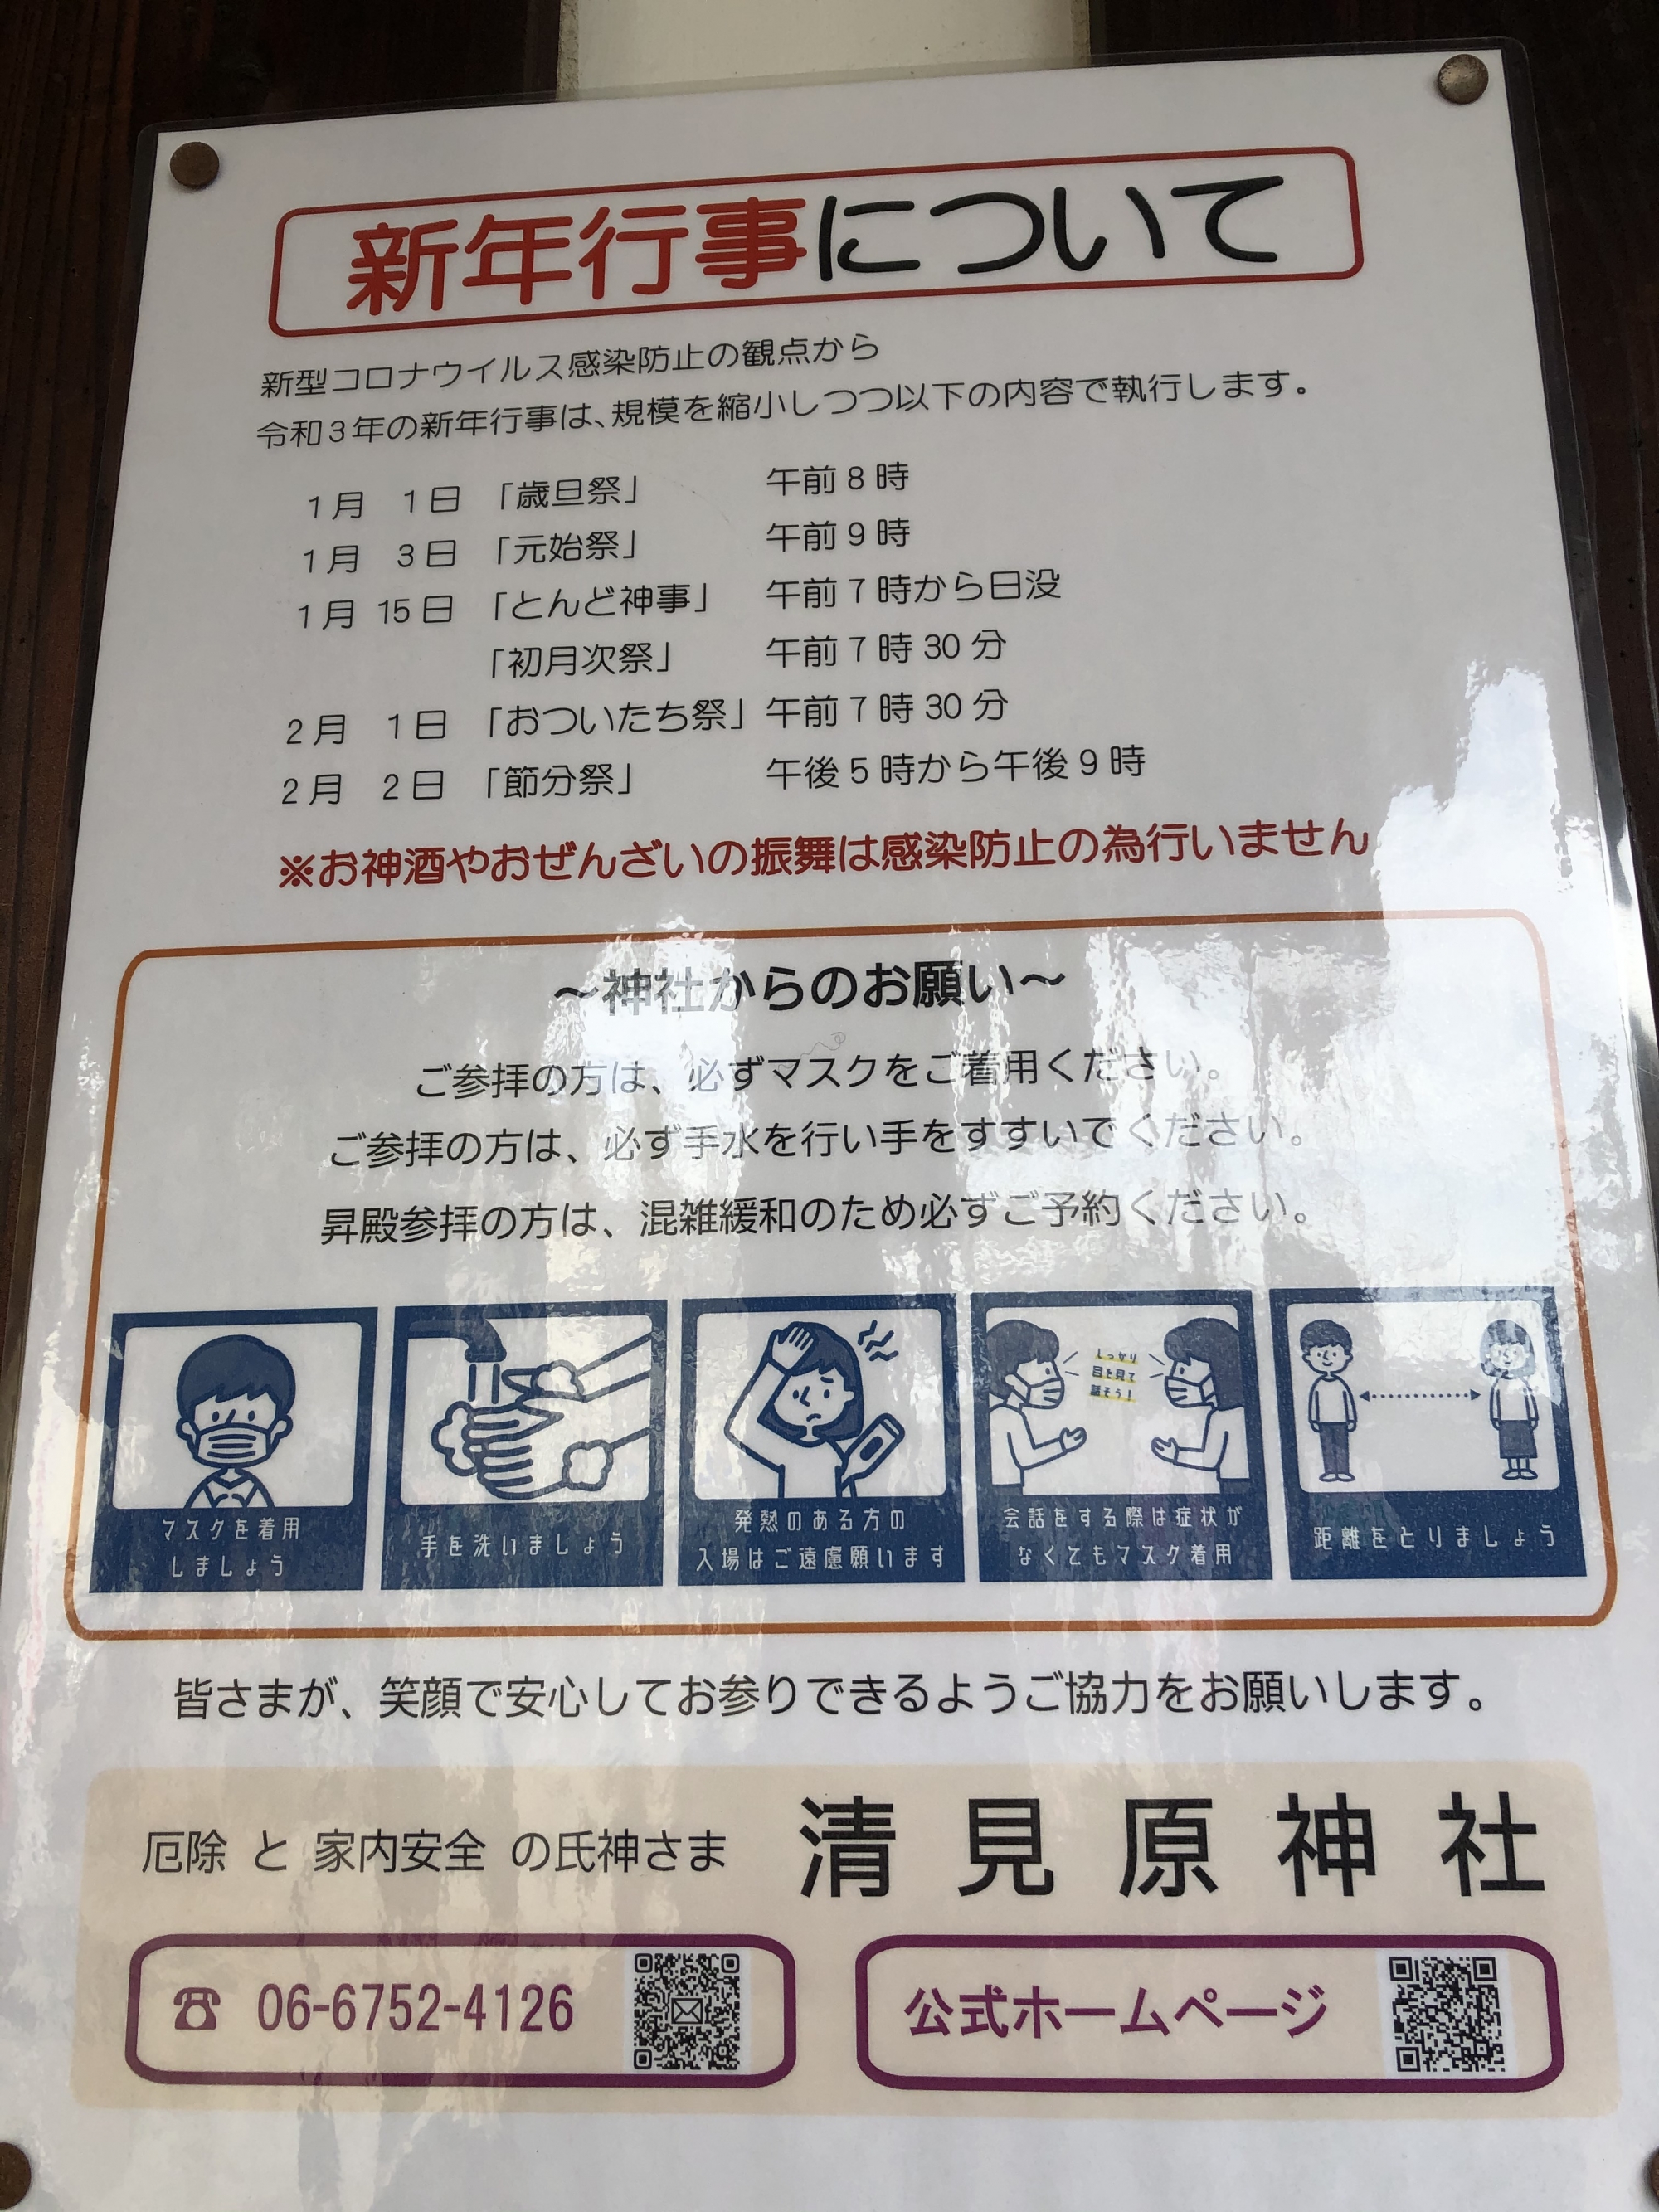 新年行事について
新型コロナウイルス感染防止の観点から
令和3年の新年行事は、規模を縮小しつつ以下の内容で執行します。
1月 1日 「歳旦祭」 午前8時
1月 3日 「元始祭」 午前9時
1月 15日 「とんど神事」 午前7時から日没
「初月次祭」 午前7時30分
2月 1日 「おついたち祭」 午前7時30分
2月 2日 「節分祭」 午後5時から午後9時
※お神酒やおぜんざいの振舞は感染防止の為行いません
～神社からのお願い～
ご参拝の方は、必ずマスクをご着用ください。
ご参拝の方は、必ず手水を行い手をすすいでください。
昇殿参拝の方は、混雑緩和のため必ずご予約ください。
マスクを着用
しましょう
手を洗いましょう
発熱のある方の
入場はご遠慮願います
しっかり
目を見て
話そう!
会話をする際は症状が
なくてもマスク着用
距離をとりましょう
皆さまが、笑顔で安心してお参りできるようご協力をお願いします。
厄除 と 家内安全 の氏神さま 清見原神社
☎ 06-6752-4126
公式ホームページ